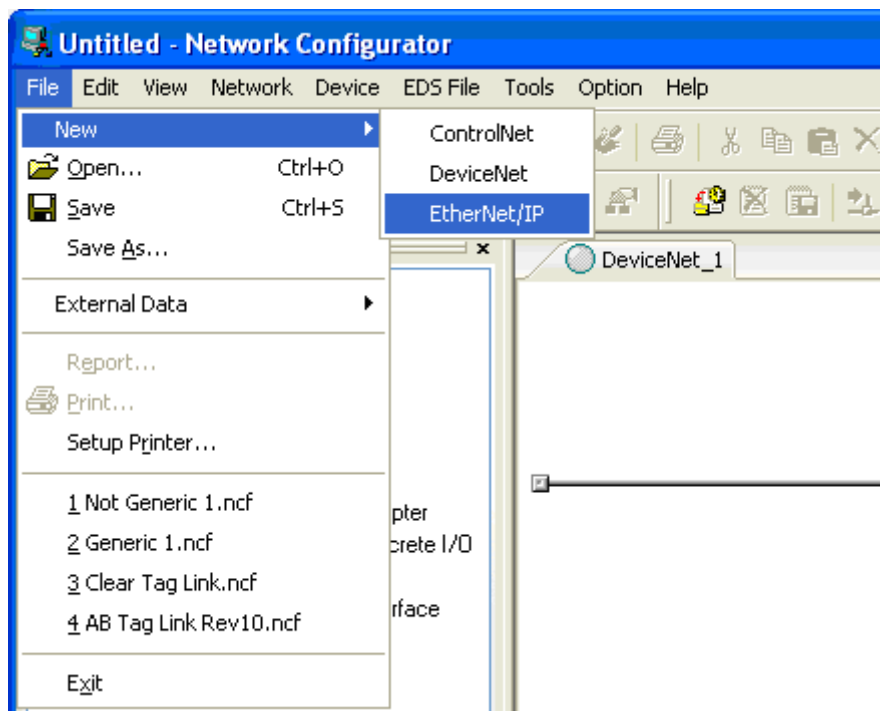 Untitled - Network Configurator
File Edit View Network Device EDS File Tools Option Help
New
ControlNet
DeviceNet
EtherNet/IP
Open... Ctrl+O
Save Ctrl+S
Save As...
x
DeviceNet_1
External Data
Report...
Print...
Setup Printer...
1 Not Generic 1.ncf
pter
2 Generic 1.ncf
crete I/O
3 Clear Tag Link.ncf
rface
4 AB Tag Link Rev10.ncf
Exit